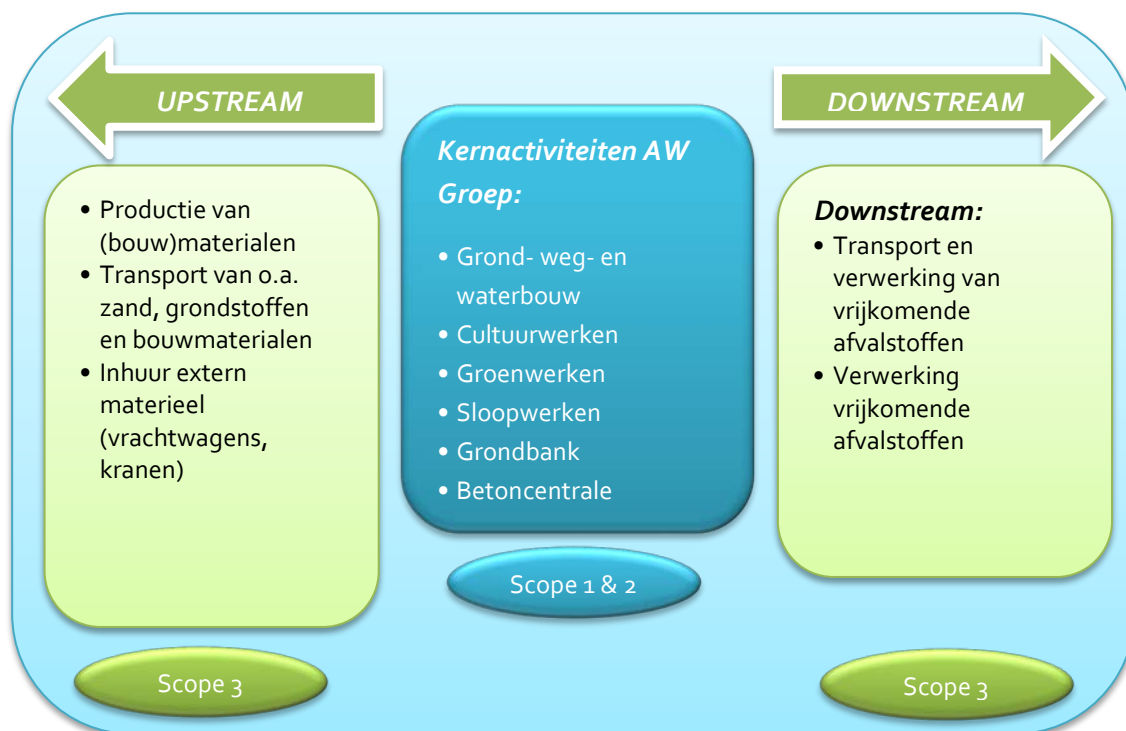 UPSTREAM
• Productie van
(bouw)materialen
• Transport van o.a.
zand, grondstoffen
en bouwmaterialen
• Inhuur extern
materieel
(vrachtwagens,
kranen)
Scope 3
Kernactiviteiten AW
Groep:
• Grond- weg- en
waterbouw
• Cultuurwerken
• Groenwerken
• Sloopwerken
• Grondbank
• Betoncentrale
Scope 1 & 2
DOWNSTREAM
Downstream:
• Transport en
verwerking van
vrijkomende
afvalstoffen
• Verwerking
vrijkomende
afvalstoffen
Scope 3